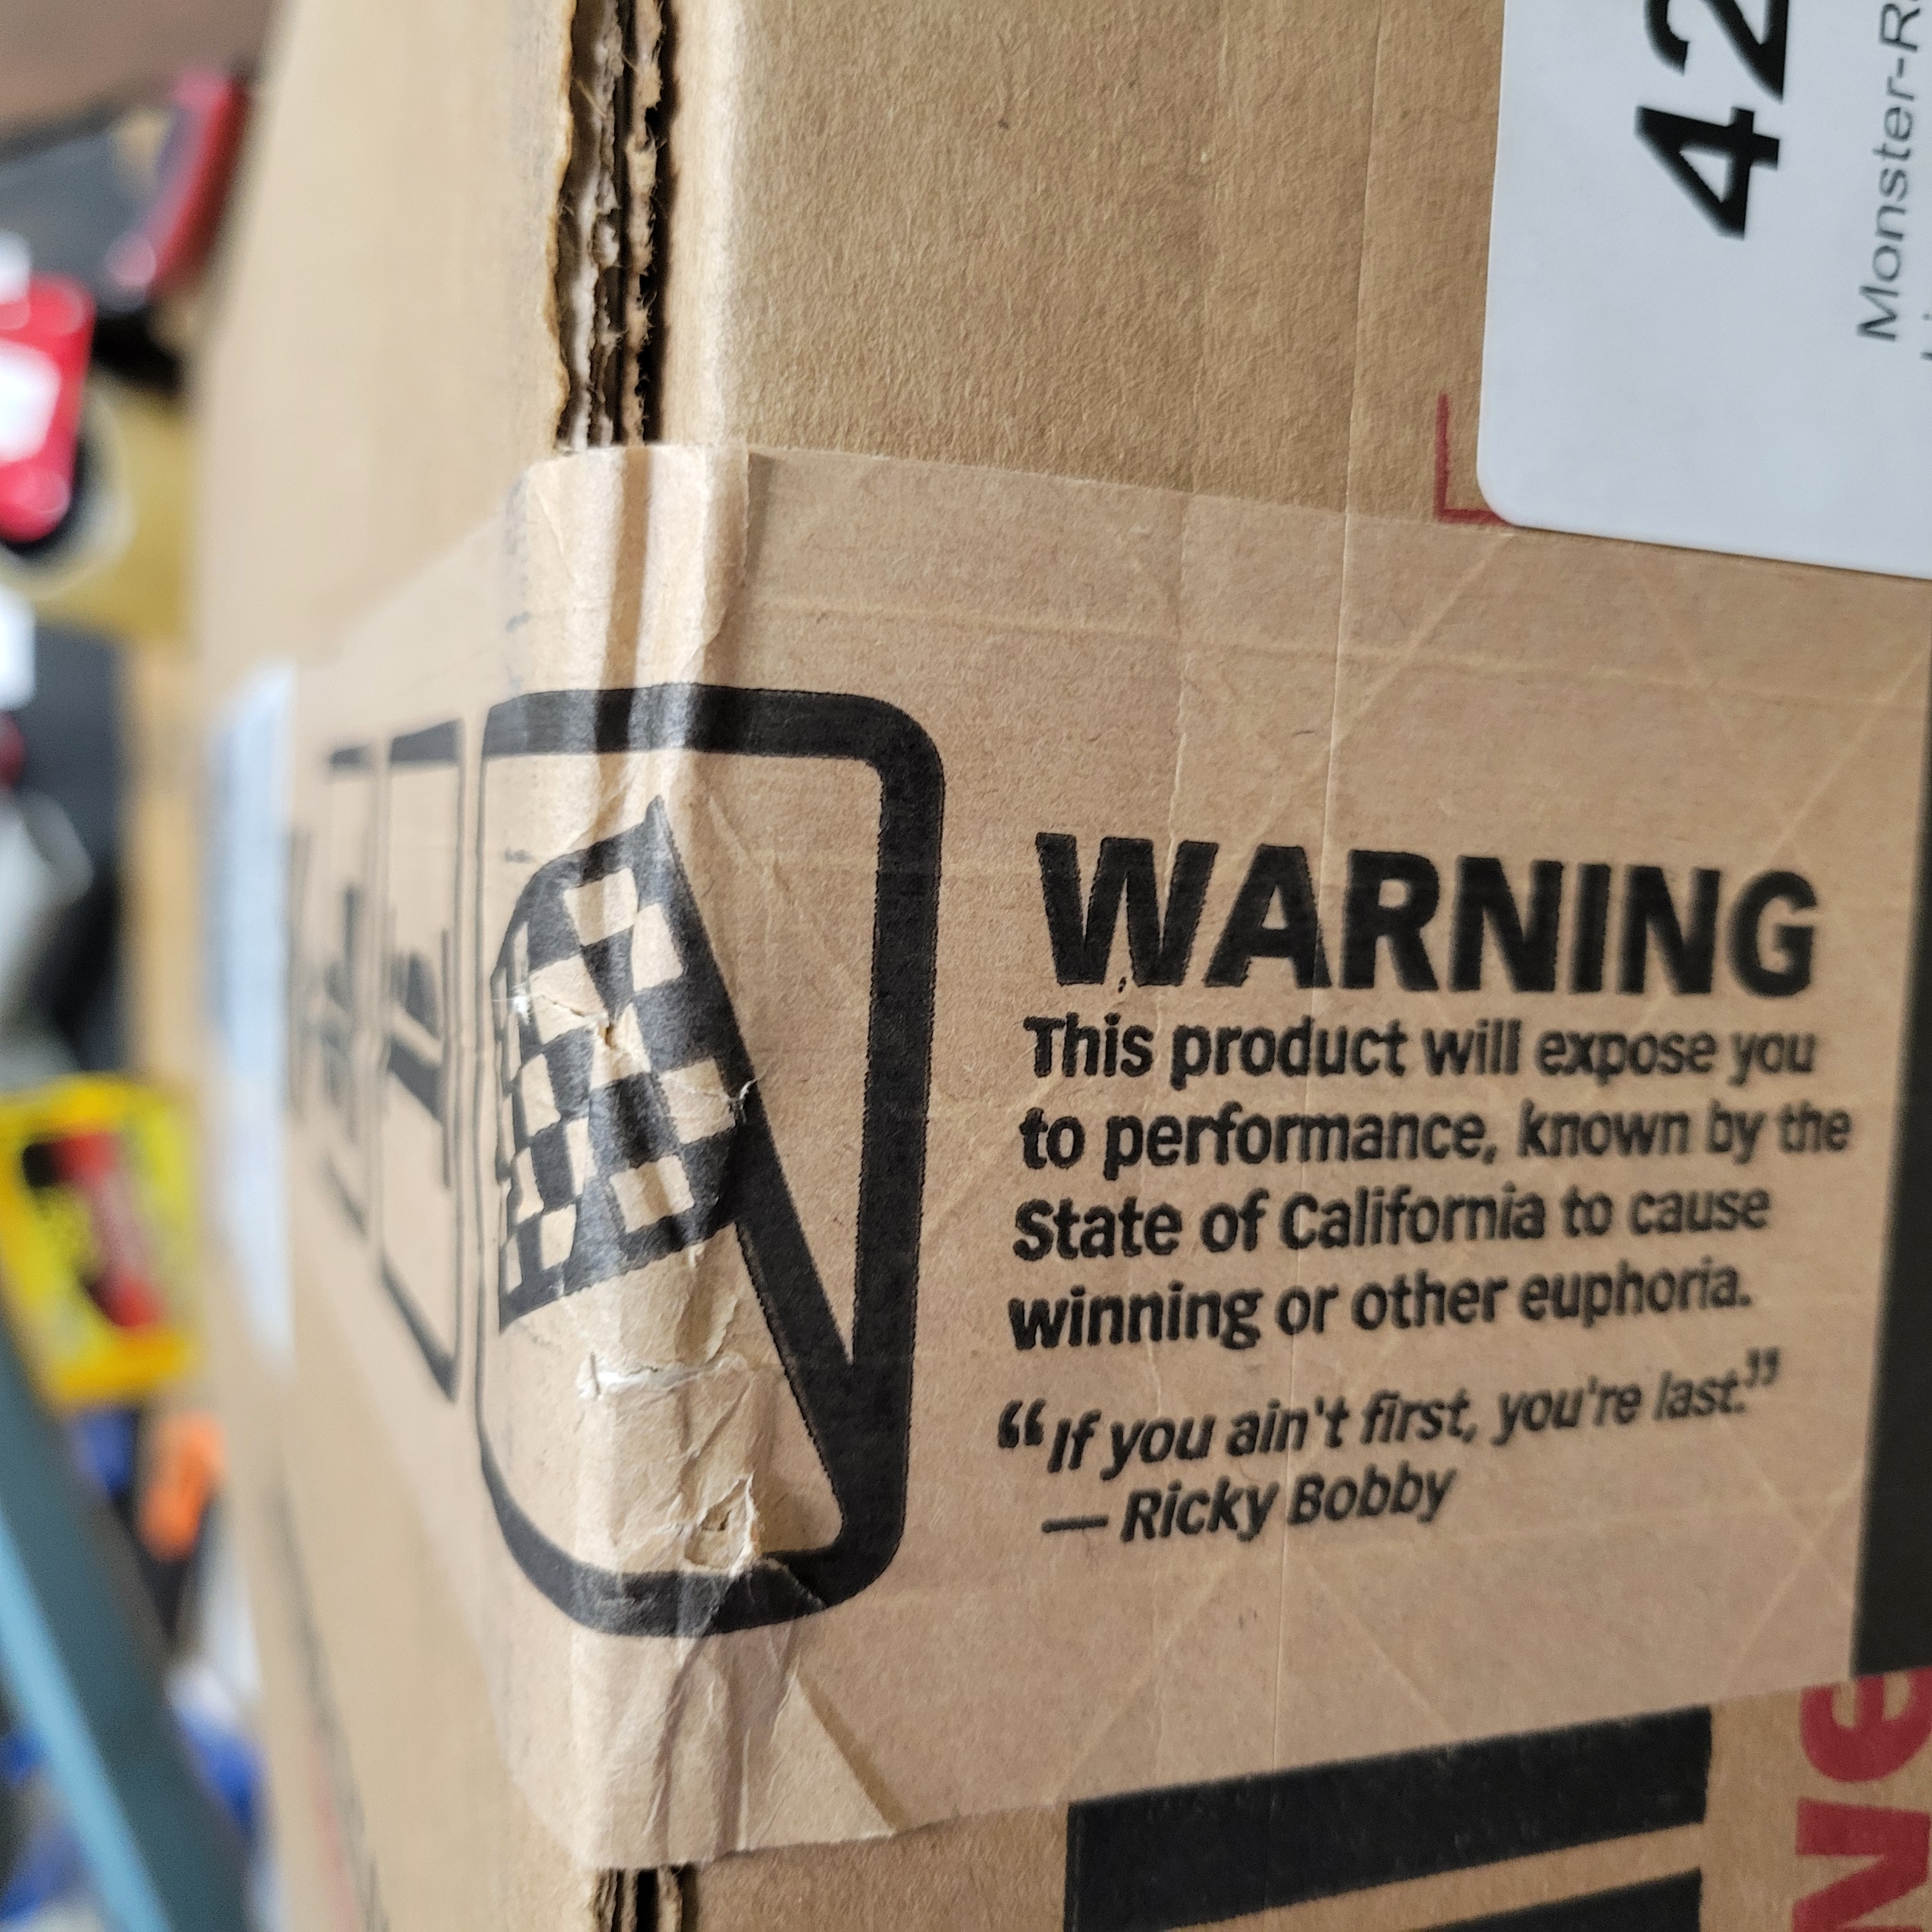 42
Monster-R
WARNING
This product will expose you
to performance, known by the
State of California to cause
winning or other euphoria.
“If you ain't first, you're last.”
— Ricky Bobby